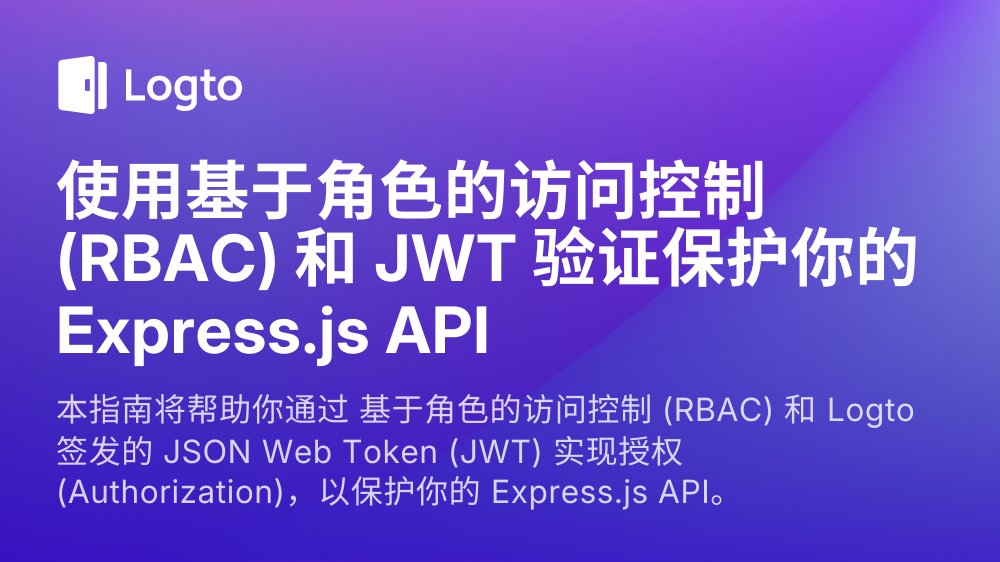 Logto
使用基于角色的访问控制
(RBAC) 和 JWT 验证保护你的
Express.js API
本指南将帮助你通过 基于角色的访问控制 (RBAC) 和 Logto
签发的 JSON Web Token (JWT) 实现授权
(Authorization)，以保护你的 Express.js API。